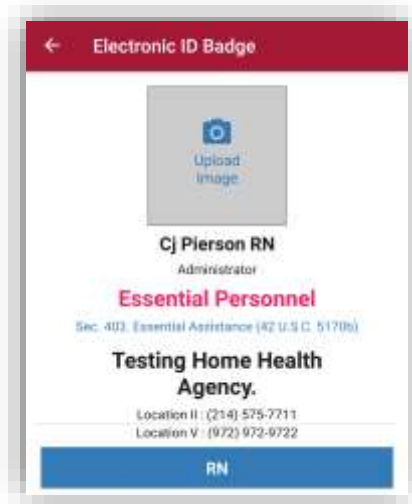 Electronic ID Badge
Upload
Image
Cj Pierson RN
Administrator
Essential Personnel
Sec. 403. Essential Assistance (42 U.S.C. 5170b)
Testing Home Health
Agency.
Location II : (214) 575-7711
Location V : (972) 972-9722
RN